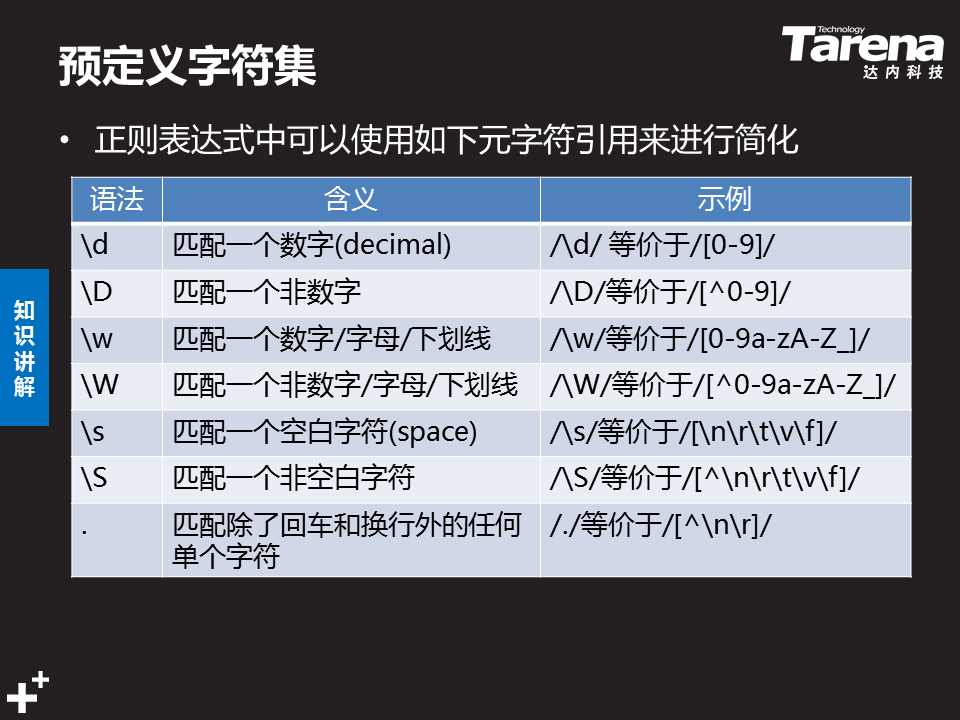 预定义字符集
Technology
Tarena
达内科技
• 正则表达式中可以使用如下元字符引用来进行简化
语法 含义 示例
\d 匹配一个数字(decimal) /\d/ 等价于/[0-9]/
\D 匹配一个非数字 /\D/等价于/[^0-9]/
\w 匹配一个数字/字母/下划线 /\w/等价于/[0-9a-zA-Z_]/
\W 匹配一个非数字/字母/下划线 /\W/等价于/[^0-9a-zA-Z_]/
\s 匹配一个空白字符(space) /\s/等价于/[\n\r\t\v\f]/
\S 匹配一个非空白字符 /\S/等价于/[^\n\r\t\v\f]/
. 匹配除了回车和换行外的任何 /./等价于/[^\n\r]/
单个字符
知
识
讲
解